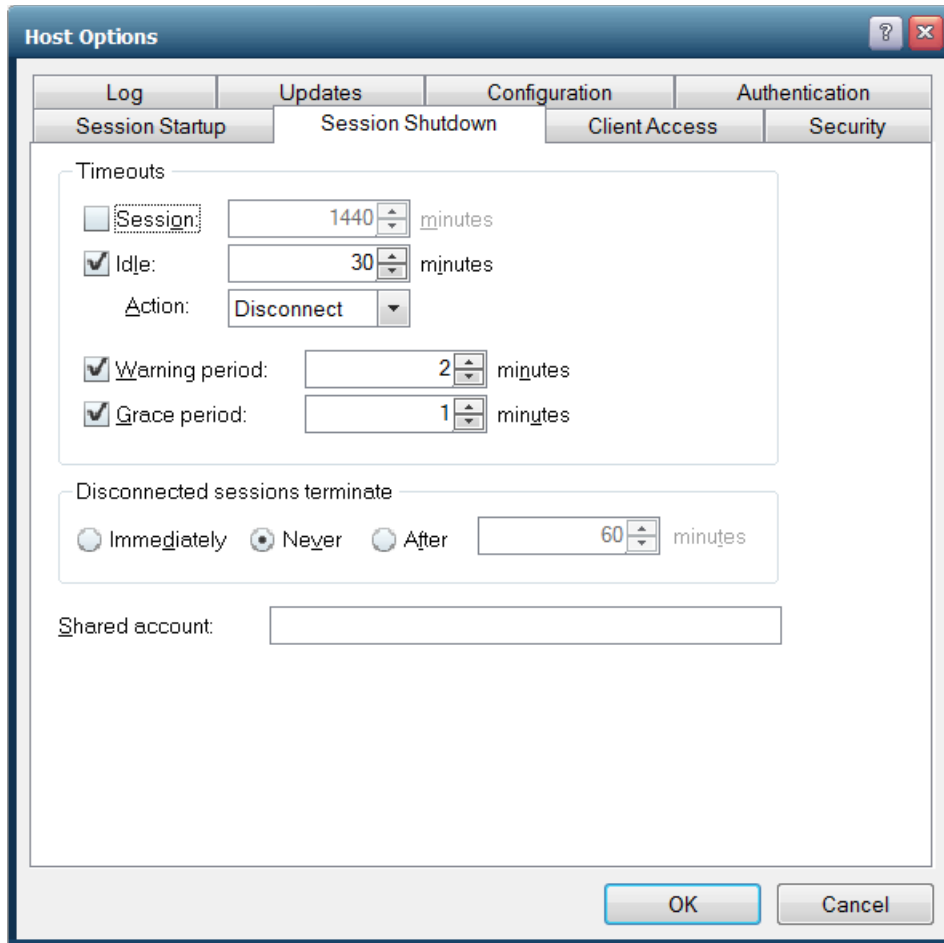 Host Options
Log Updates Configuration Authentication
Session Startup Session Shutdown Client Access Security
Timeouts
Session: 1440 minutes
Idle: 30 minutes
Action: Disconnect
Warning period: 2 minutes
Grace period: 1 minutes
Disconnected sessions terminate
Immediately Never After 60 minutes
Shared account:
OK Cancel